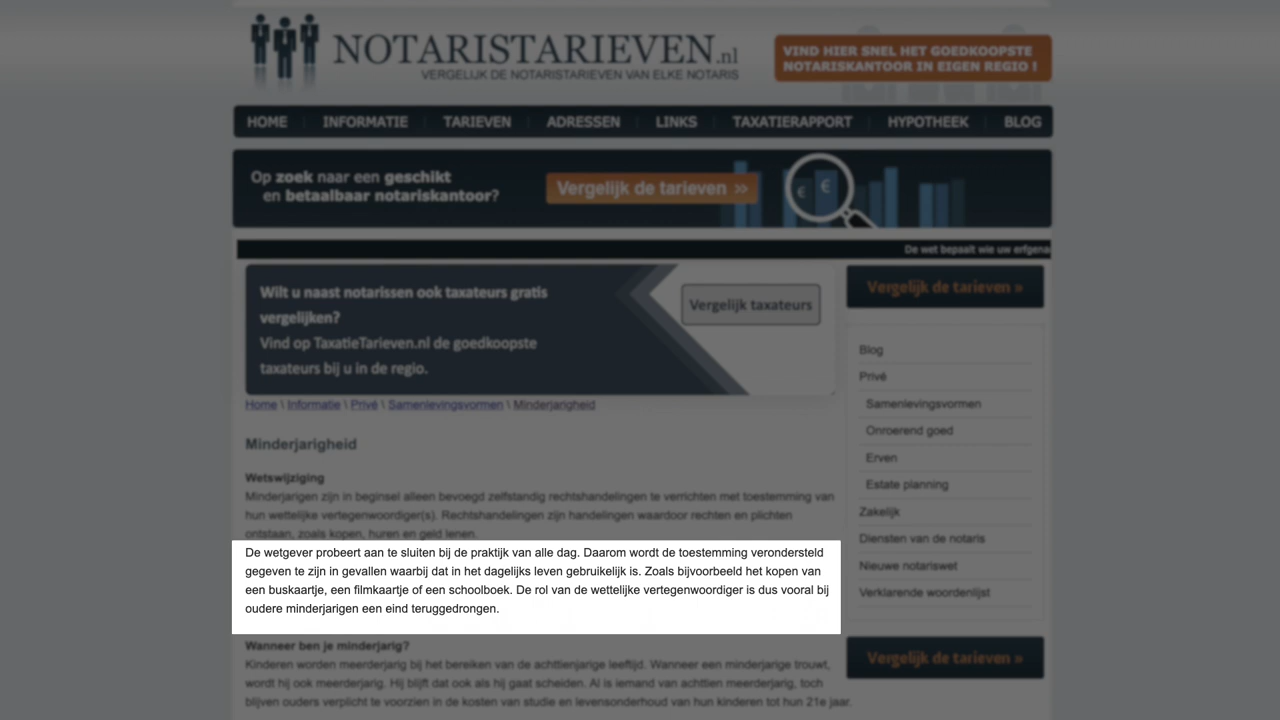 NOTARISTARIEVEN.nl
VERGELIJK DE NOTARISTARIEVEN VAN ELKE NOTARIS
VIND HIER SNEL HET GOEDKOOPSTE
NOTARISKANTOOR IN EIGEN REGIO !
HOME INFORMATIE TARIEVEN ADRESSEN LINKS TAXATIERAPPORT HYPOTHEEK BLOG
Op zoek naar een geschikt
en betaalbaar notariskantoor?
Vergelijk de tarieven »
€ €
De wet bepaalt wie uw erfgena
Wilt u naast notarissen ook taxateurs gratis
vergelijken?
Vind op TaxatieTarieven.nl de goedkoopste
taxateurs bij u in de regio.
Vergelijk taxateurs
Home \ Informatie \ Privé \ Samenlevingsvormen \ Minderjarigheid
Minderjarigheid
Wetswijziging
Minderjarigen zijn in beginsel alleen bevoegd zelfstandig rechtshandelingen te verrichten met toestemming van
hun wettelijke vertegenwoordiger(s). Rechtshandelingen zijn handelingen waardoor rechten en plichten
ontstaan, zoals kopen, huren en geld lenen.
De wetgever probeert aan te sluiten bij de praktijk van alle dag. Daarom wordt de toestemming verondersteld
gegeven te zijn in gevallen waarbij dat in het dagelijks leven gebruikelijk is. Zoals bijvoorbeeld het kopen van
een buskaartje, een filmkaartje of een schoolboek. De rol van de wettelijke vertegenwoordiger is dus vooral bij
oudere minderjarigen een eind teruggedrongen.
Wanneer ben je minderjarig?
Kinderen worden meerderjarig bij het bereiken van de achttienjarige leeftijd. Wanneer een minderjarige trouwt,
wordt hij ook meerderjarig. Hij blijft dat ook als hij gaat scheiden. Al is iemand van achttien meerderjarig, toch
blijven ouders verplicht te voorzien in de kosten van studie en levensonderhoud van hun kinderen tot hun 21e jaar.
Vergelijk de tarieven »
Blog
Privé
Samenlevingsvormen
Onroerend goed
Erven
Estate planning
Zakelijk
Diensten van de notaris
Nieuwe notariswet
Verklarende woordenlijst
Vergelijk de tarieven »